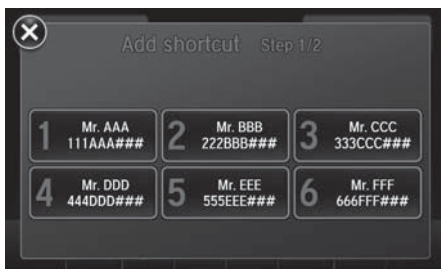 Add shortcut Step 1/2
1 Mr. AAA 2 Mr. BBB 3 Mr. CCC
111AAA### 222BBB### 333CCC###
4 Mr. DDD 5 Mr. EEE 6 Mr. FFF
444DDD### 555EEE### 666FFF###